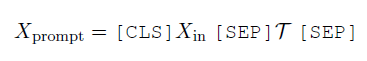 X_prompt = [CLS] X_in [SEP] 𝒯 [SEP]